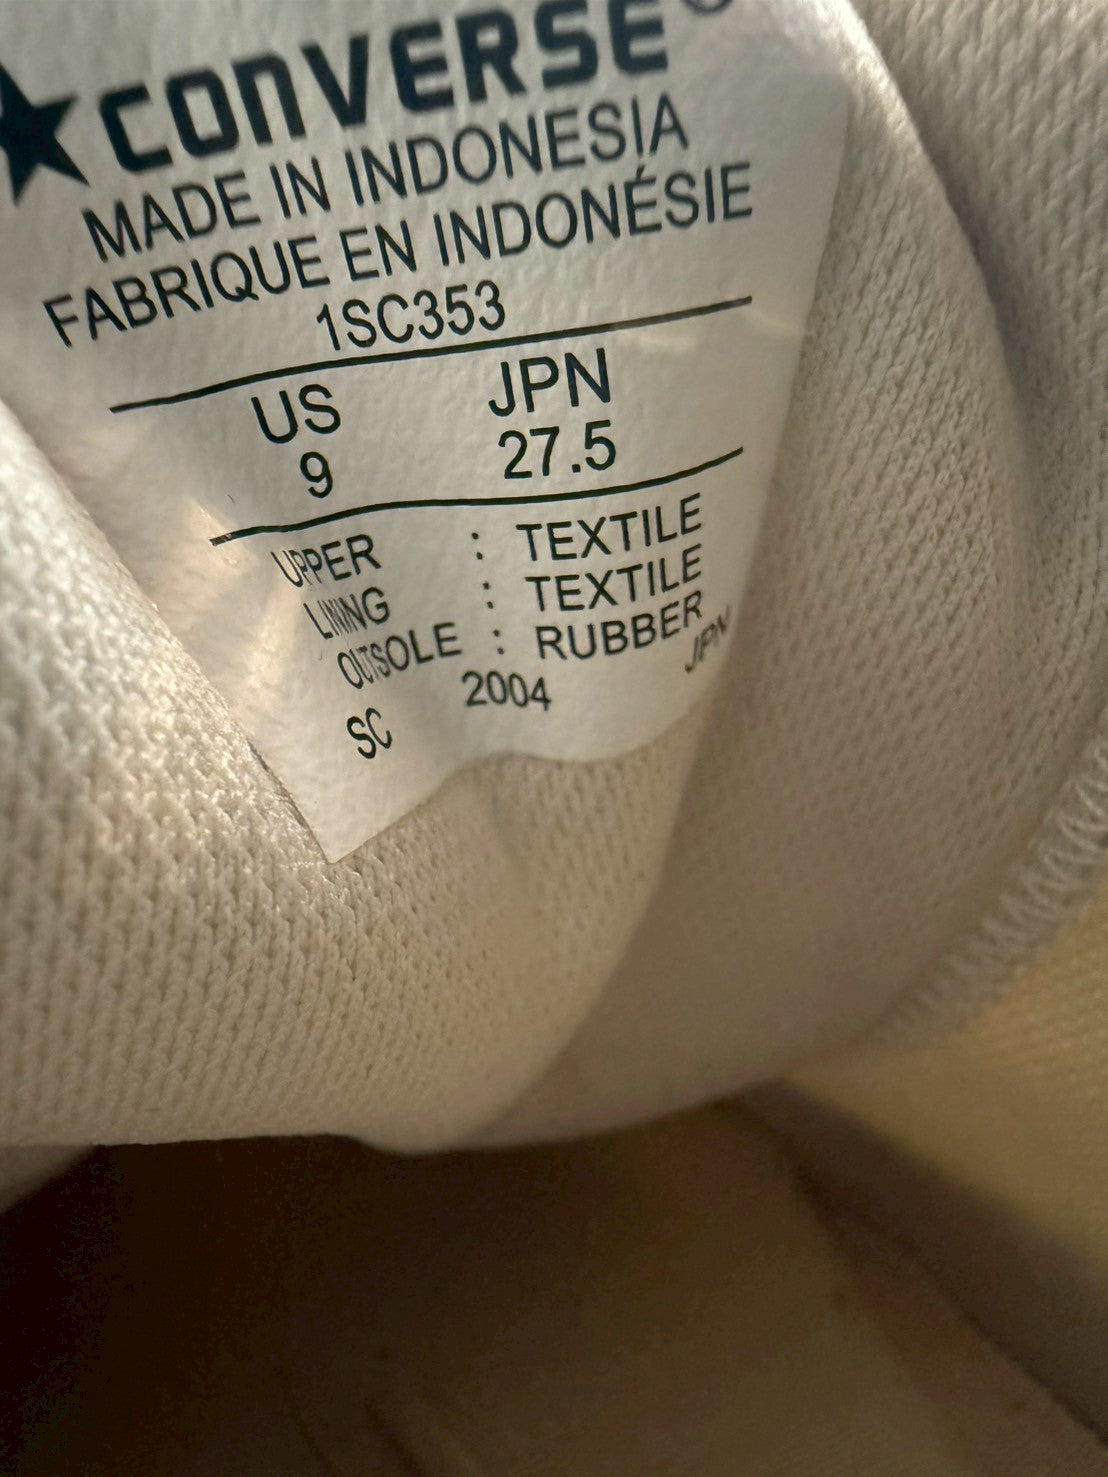 ★CONVERSE®
MADE IN INDONESIA
FABRIQUE EN INDONÉSIE
1SC353
US JPN
9 27.5
UPPER : TEXTILE
LINING : TEXTILE
OUTSOLE : RUBBER
SC 2004 JPN